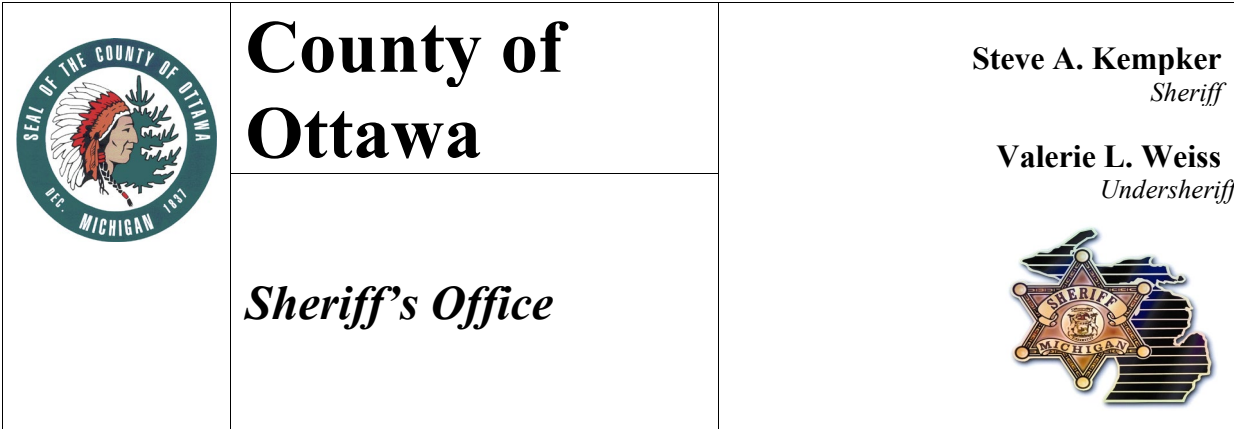 SEAL OF THE COUNTY OF OTTAWA
DEC. MICHIGAN 1837
County of
Ottawa
Sheriff’s Office
Steve A. Kempker
Sheriff
Valerie L. Weiss
Undersheriff
SHERIFF
MICHIGAN